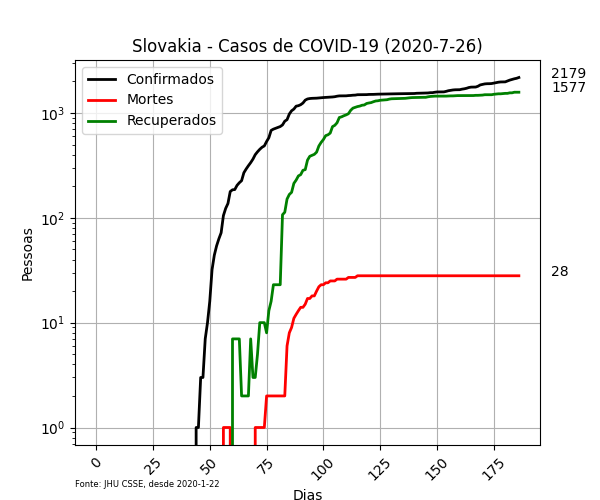 Slovakia - Casos de COVID-19 (2020-7-26)
Confirmados
Mortes
Recuperados
2179
1577
28
10³
10²
10¹
10⁰
Pessoas
0 25 50 75 100 125 150 175
Fonte: JHU CSSE, desde 2020-1-22
Dias